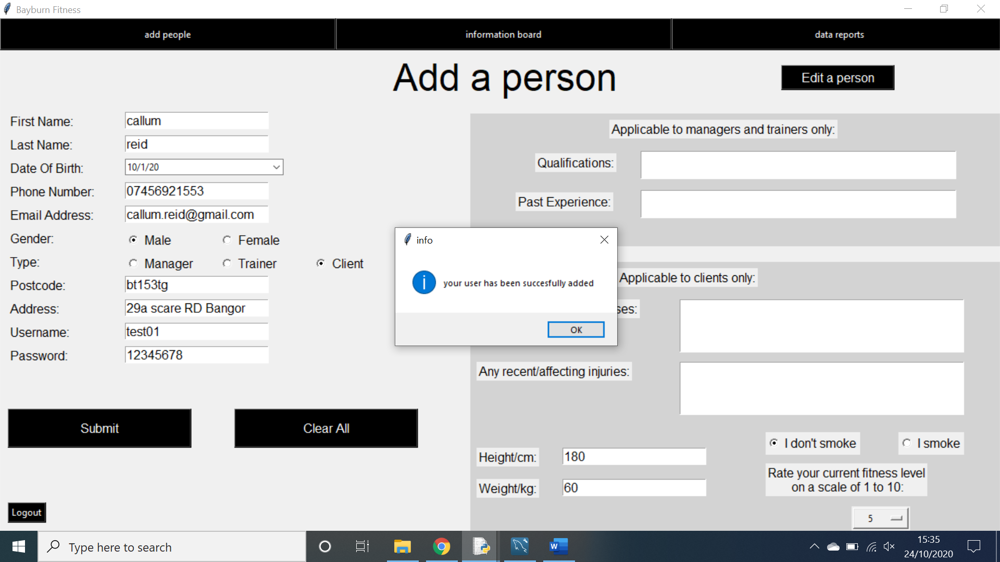 Bayburn Fitness
add people
information board
data reports
Add a person
Edit a person
First Name:
callum
Last Name:
reid
Date Of Birth:
10/1/20
Phone Number:
07456921553
Email Address:
callum.reid@gmail.com
Gender:
Male
Female
Type:
Manager
Trainer
Client
Postcode:
bt153tg
Address:
29a scare RD Bangor
Username:
test01
Password:
12345678
Submit
Clear All
Logout
Applicable to managers and trainers only:
Qualifications:
Past Experience:
info
your user has been succesfully added
OK
Applicable to clients only:
ses:
Any recent/affecting injuries:
I don't smoke
I smoke
Height/cm:
180
Weight/kg:
60
Rate your current fitness level
on a scale of 1 to 10:
5
Type here to search
15:35
24/10/2020